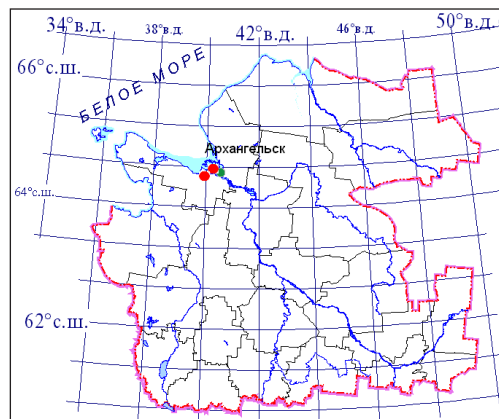 34°в.д.
38°в.д.
42°в.д.
46°в.д.
50°в.д.
66°с.ш.
БЕЛОЕ МОРЕ
Архангельск
64°с.ш.
62°с.ш.